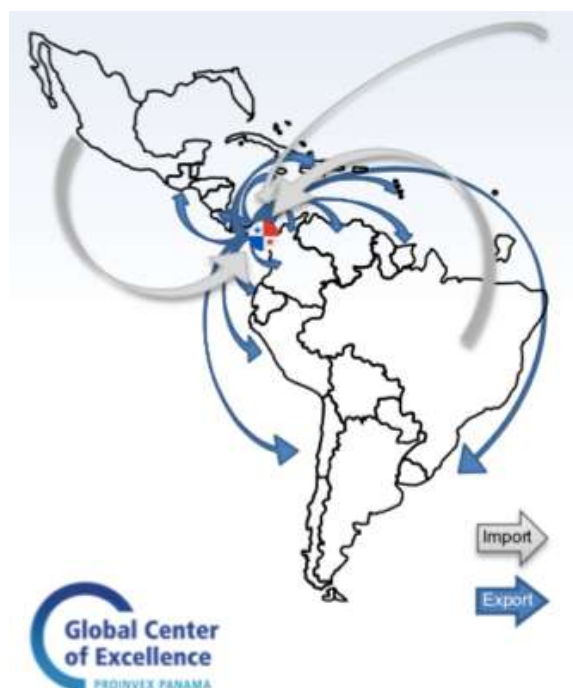 Import
Export
Global Center
of Excellence
PROINVEX PANAMA